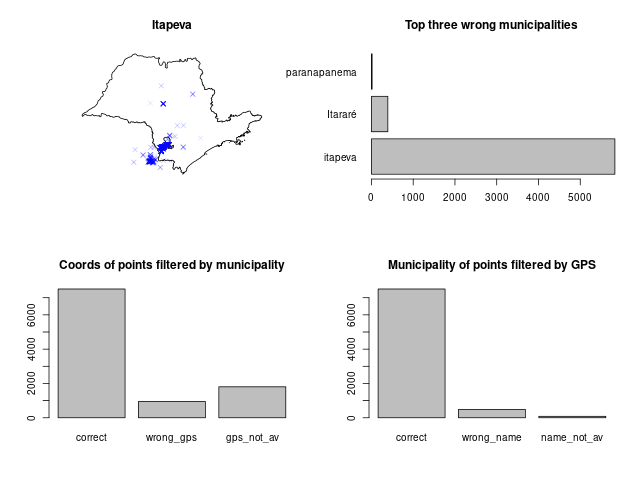 Itapeva
Top three wrong municipalities
paranapanema
Itararé
itapeva
0 1000 2000 3000 4000 5000
Coords of points filtered by municipality
0 2000 4000 6000
correct wrong_gps gps_not_av
Municipality of points filtered by GPS
0 2000 4000 6000
correct wrong_name name_not_av